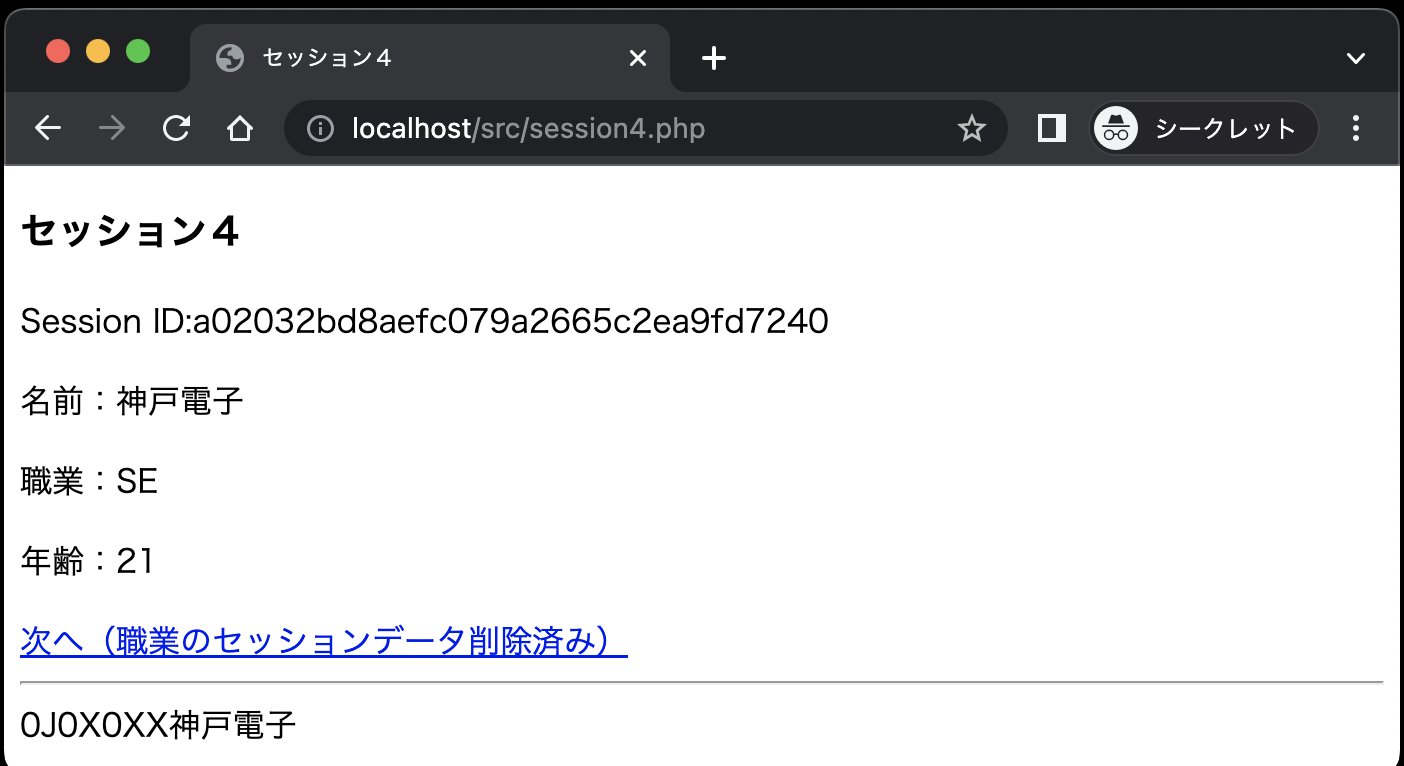 セッション４
localhost/src/session4.php
シークレット
セッション４
Session ID:a02032bd8aefc079a2665c2ea9fd7240
名前：神戸電子
職業：SE
年齢：21
次へ（職業のセッションデータ削除済み）
0J0X0XX神戸電子